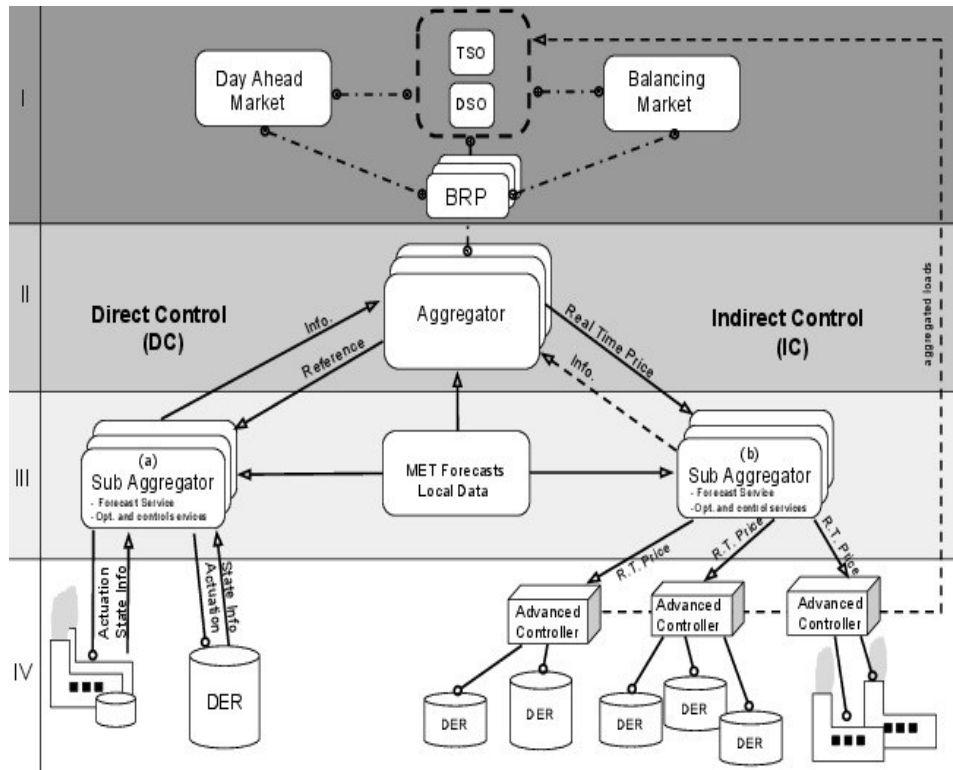 I
TSO
Day Ahead
Market
DSO
Balancing
Market
BRP
II
Direct Control
(DC)
Info.
Reference
Aggregator
Real Time Price
Info.
Indirect Control
(IC)
aggregated loads
III
(a)
Sub Aggregator
- Forecast Service
- Opt. and control services
MET Forecasts
Local Data
(b)
Sub Aggregator
- Forecast Service
-Opt. and control services
IV
Actuation
State Info
Actuation
State Info
R.T. Price
R.T. Price
R.T. Price
Advanced
Controller
Advanced
Controller
Advanced
Controller
DER
DER
DER
DER
DER
DER